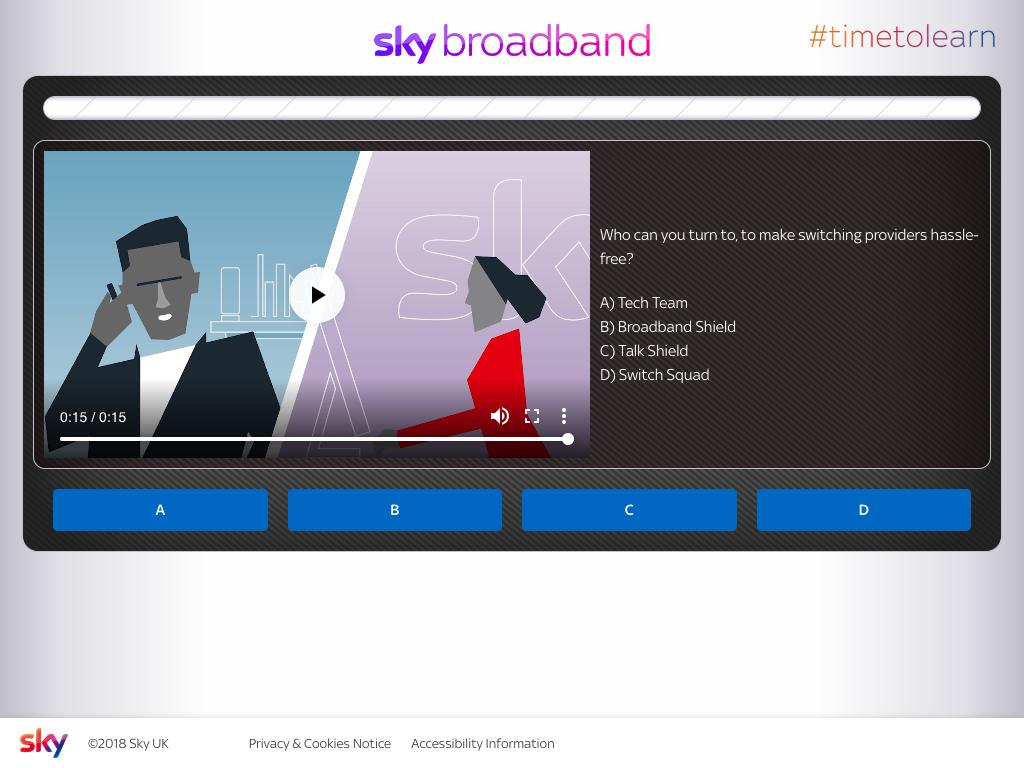 sky broadband
#timetolearn
Who can you turn to, to make switching providers hassle-
free?
A) Tech Team
B) Broadband Shield
C) Talk Shield
D) Switch Squad
sk
0:15 / 0:15
A
B
C
D
sky
©2018 Sky UK
Privacy & Cookies Notice
Accessibility Information